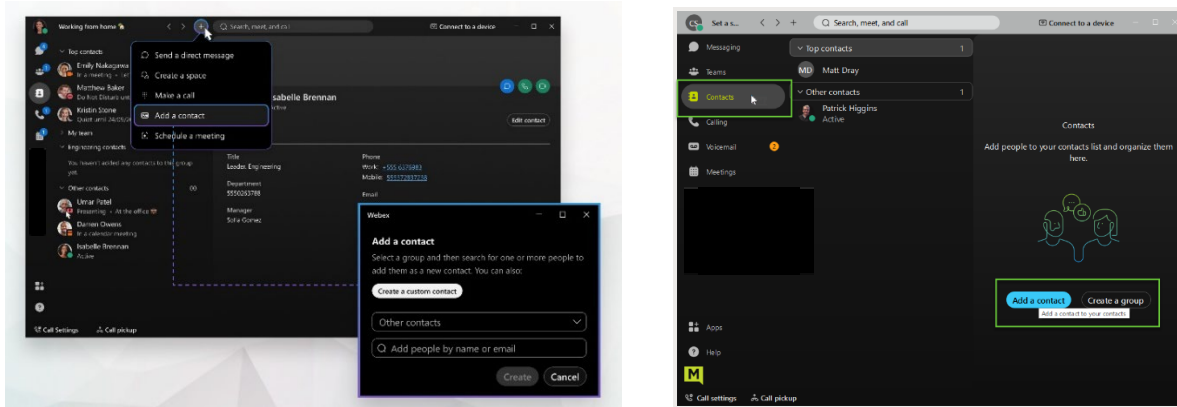 Working from home
Search, meet, and call
Connect to a device
Top contacts
Emily Nakagawa
In a meeting
Matthew Baker
Do Not Disturb
Kristin Stone
Quiet until
My team
Engineering contacts
You haven't added any contacts to this group
yet.
Other contacts
Umar Patel
Presenting • At the office
Darren Owens
In a calendar meeting
Isabelle Brennan
Active
Call Settings
Call pickup
Send a direct message
Create a space
Make a call
Add a contact
Schedule a meeting
sabelle Brennan
Edit contact
Title
Leader, Engineering
Department
5550263788
Manager
Sofia Gomez
Phone
Work:
Mobile:
Email
Webex
Add a contact
Select a group and then search for one or more people to
add them as a new contact. You can also:
Create a custom contact
Other contacts
Add people by name or email
Create
Cancel
CS
Set a s...
Search, meet, and call
Connect to a device
Messaging
Teams
Contacts
Calling
Voicemail
2
Meetings
Apps
Help
M
Call settings
Call pickup
Top contacts
1
MD
Matt Dray
Other contacts
1
Patrick Higgins
Active
Contacts
Add people to your contacts list and organize them
here.
Add a contact
Create a group
Add a contact to your contacts